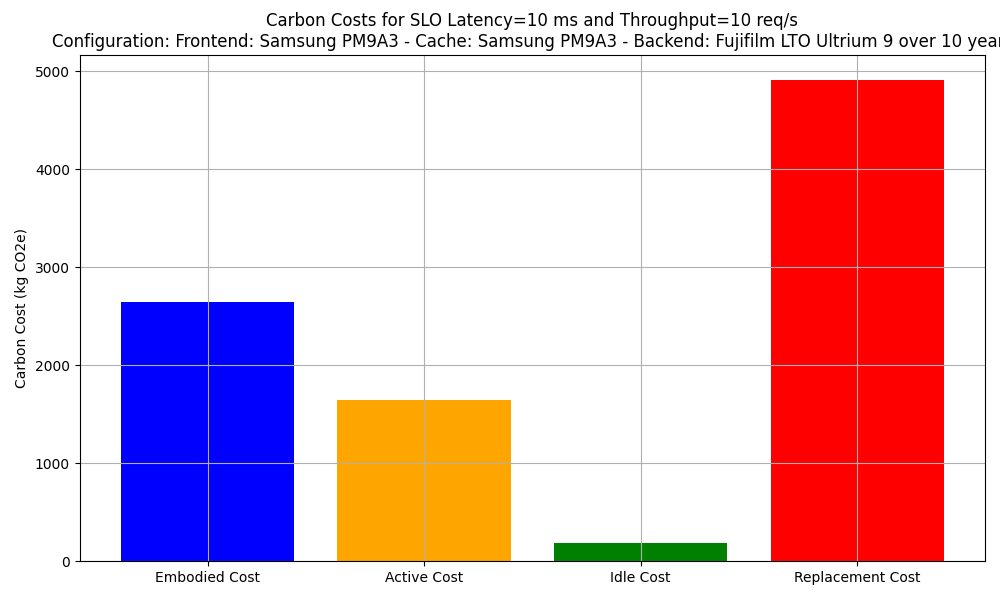 Carbon Costs for SLO Latency=10 ms and Throughput=10 req/s
Configuration: Frontend: Samsung PM9A3 - Cache: Samsung PM9A3 - Backend: Fujifilm LTO Ultrium 9 over 10 year
5000
4000
3000
2000
1000
0
Carbon Cost (kg CO2e)
Embodied Cost
Active Cost
Idle Cost
Replacement Cost